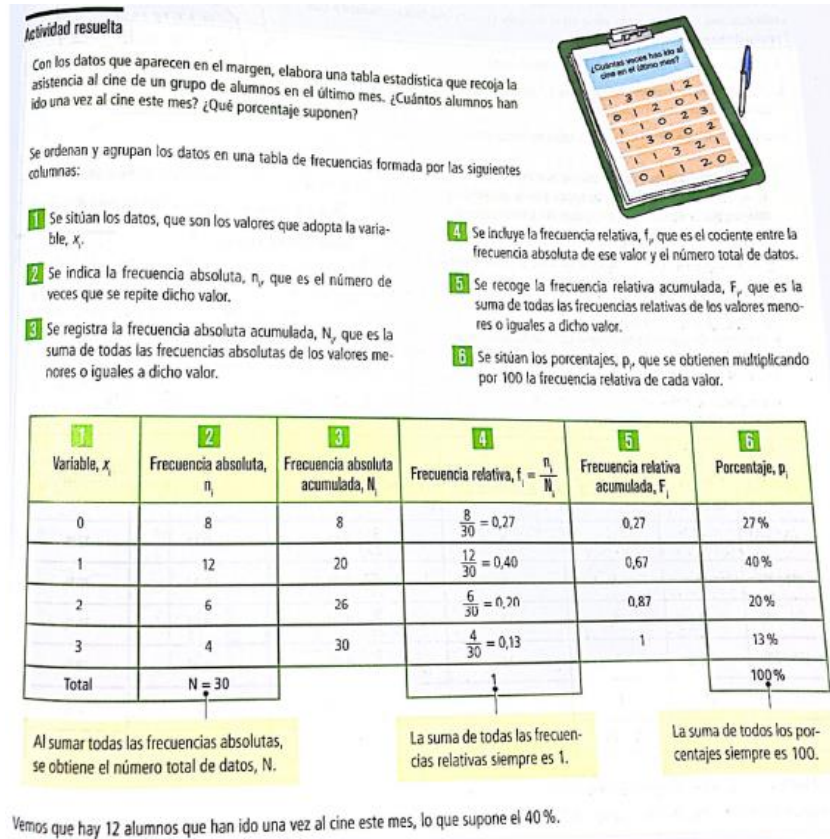 Actividad resuelta
Con los datos que aparecen en el margen, elabora una tabla estadística que recoja la
asistencia al cine de un grupo de alumnos en el último mes. ¿Cuántos alumnos han
ido una vez al cine este mes? ¿Qué porcentaje suponen?
¿Cuántas veces has ido al
cine en el último mes?
1 3 0 1 2
0 1 2 0 1
1 1 0 2 3
1 3 0 0 2
1 1 3 2 1
0 1 1 2 0
Se ordenan y agrupan los datos en una tabla de frecuencias formada por las siguientes
columnas:
1 Se sitúan los datos, que son los valores que adopta la varia-
ble, xᵢ.
2 Se indica la frecuencia absoluta, nᵢ, que es el número de
veces que se repite dicho valor.
3 Se registra la frecuencia absoluta acumulada, Nᵢ, que es la
suma de todas las frecuencias absolutas de los valores me-
nores o iguales a dicho valor.
4 Se incluye la frecuencia relativa, fᵢ, que es el cociente entre la
frecuencia absoluta de ese valor y el número total de datos.
5 Se recoge la frecuencia relativa acumulada, Fᵢ, que es la
suma de todas las frecuencias relativas de los valores meno-
res o iguales a dicho valor.
6 Se sitúan los porcentajes, pᵢ, que se obtienen multiplicando
por 100 la frecuencia relativa de cada valor.
1 2 3 4 5 6
Variable, xᵢ Frecuencia absoluta, nᵢ Frecuencia absoluta acumulada, Nᵢ Frecuencia relativa, fᵢ = nᵢ/Nᵢ Frecuencia relativa acumulada, Fᵢ Porcentaje, pᵢ
0 8 8 8/30 = 0,27 0,27 27 %
1 12 20 12/30 = 0,40 0,67 40 %
2 6 26 6/30 = 0,20 0,87 20 %
3 4 30 4/30 = 0,13 1 13 %
Total N = 30 1 100 %
Al sumar todas las frecuencias absolutas,
se obtiene el número total de datos, N.
La suma de todas las frecuen-
cias relativas siempre es 1.
La suma de todos los por-
centajes siempre es 100.
Vemos que hay 12 alumnos que han ido una vez al cine este mes, lo que supone el 40 %.